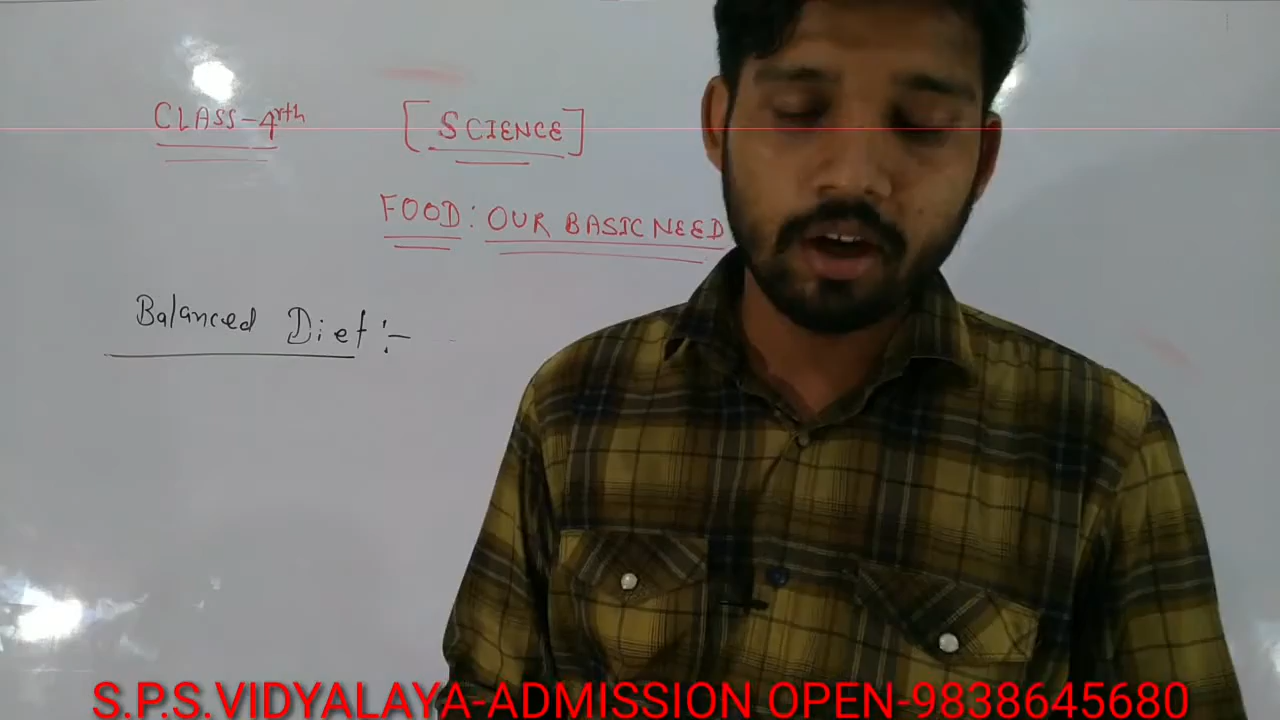 CLASS-4rth [SCIENCE]
FOOD: OUR BASIC NEED
Balanced Diet :-
S.P.S.VIDYALAYA-ADMISSION OPEN-9838645680